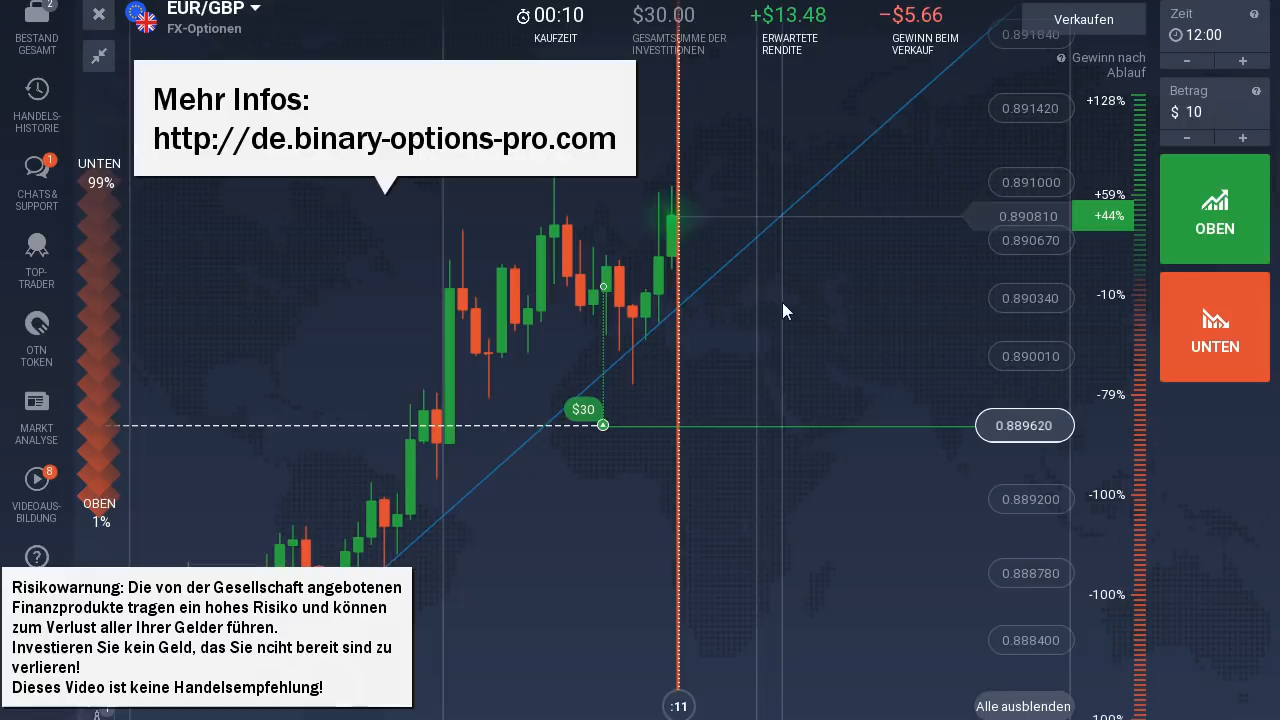 2
BESTAND
GESAMT
HANDELS-
HISTORIE
1
CHATS &
SUPPORT
TOP-
TRADER
OTN
TOKEN
MARKT
ANALYSE
8
VIDEOAUS-
BILDUNG
EUR/GBP
FX-Optionen
00:10
KAUFZEIT
$30.00
GESAMTSUMME DER
INVESTITIONEN
+$13.48
ERWARTETE
RENDITE
−$5.66
GEWINN BEIM
VERKAUF
Verkaufen
Gewinn nach
Ablauf
Mehr Infos:
http://de.binary-options-pro.com
UNTEN
99%
OBEN
1%
$30
:11
0.891840
0.891420
0.891000
0.890810
0.890670
0.890340
0.890010
0.889620
0.889200
0.888780
0.888400
Alle ausblenden
+128%
+59%
+44%
-10%
-79%
-100%
-100%
-100%
Zeit
12:00
Betrag
$ 10
OBEN
UNTEN
Risikowarnung: Die von der Gesellschaft angebotenen
Finanzprodukte tragen ein hohes Risiko und können
zum Verlust aller Ihrer Gelder führen.
Investieren Sie kein Geld, das Sie nciht bereit sind zu
verlieren!
Dieses Video ist keine Handelsempfehlung!